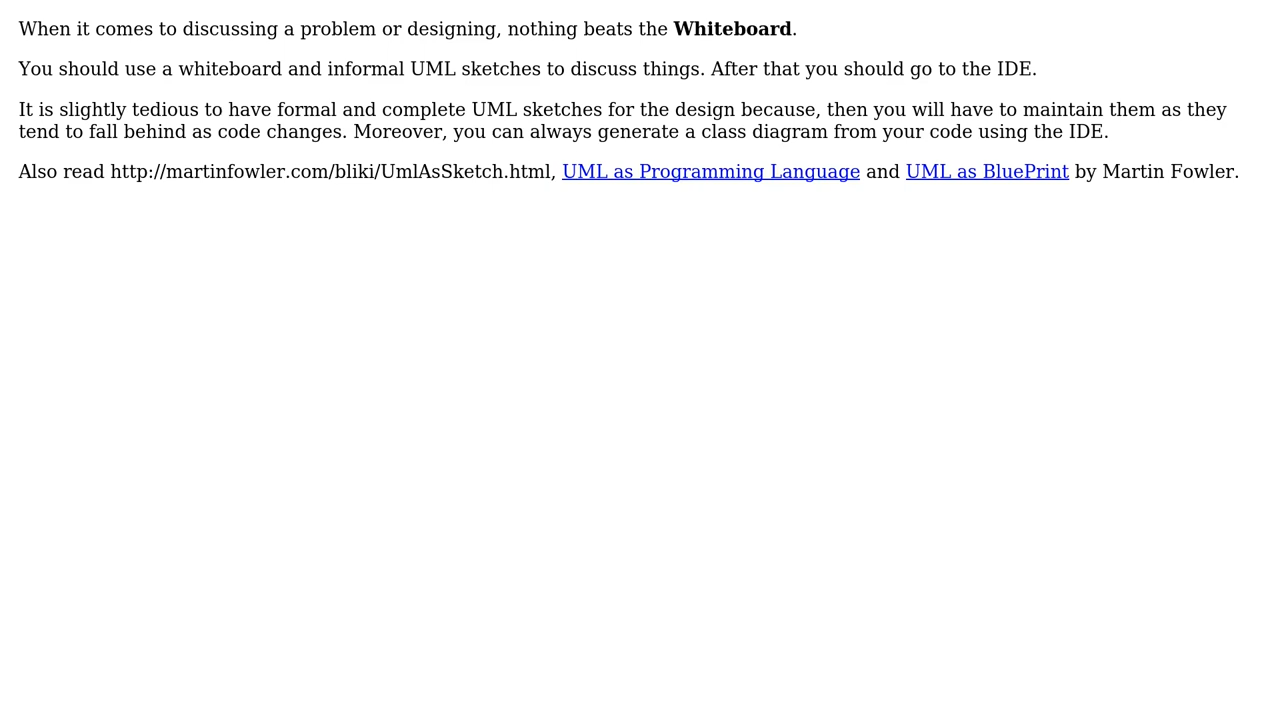 When it comes to discussing a problem or designing, nothing beats the Whiteboard.
You should use a whiteboard and informal UML sketches to discuss things. After that you should go to the IDE.
It is slightly tedious to have formal and complete UML sketches for the design because, then you will have to maintain them as they
tend to fall behind as code changes. Moreover, you can always generate a class diagram from your code using the IDE.
Also read http://martinfowler.com/bliki/UmlAsSketch.html, UML as Programming Language and UML as BluePrint by Martin Fowler.